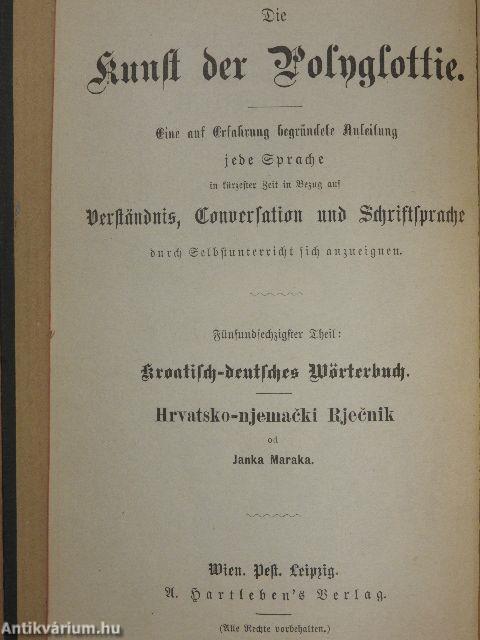 Die
Kunst der Polyglottie.
Eine auf Erfahrung begründete Anleitung
jede Sprache
in kürzester Zeit in Bezug auf
Verständnis, Conversation und Schriftsprache
durch Selbstunterricht sich anzueignen.
Fünfundsechzigster Theil:
Kroatisch-deutsches Wörterbuch.
Hrvatsko-njemački Rječnik
od
Janka Maraka.
Wien. Pest. Leipzig.
A. Hartleben's Verlag.
(Alle Rechte vorbehalten.)
Antikvárium.hu